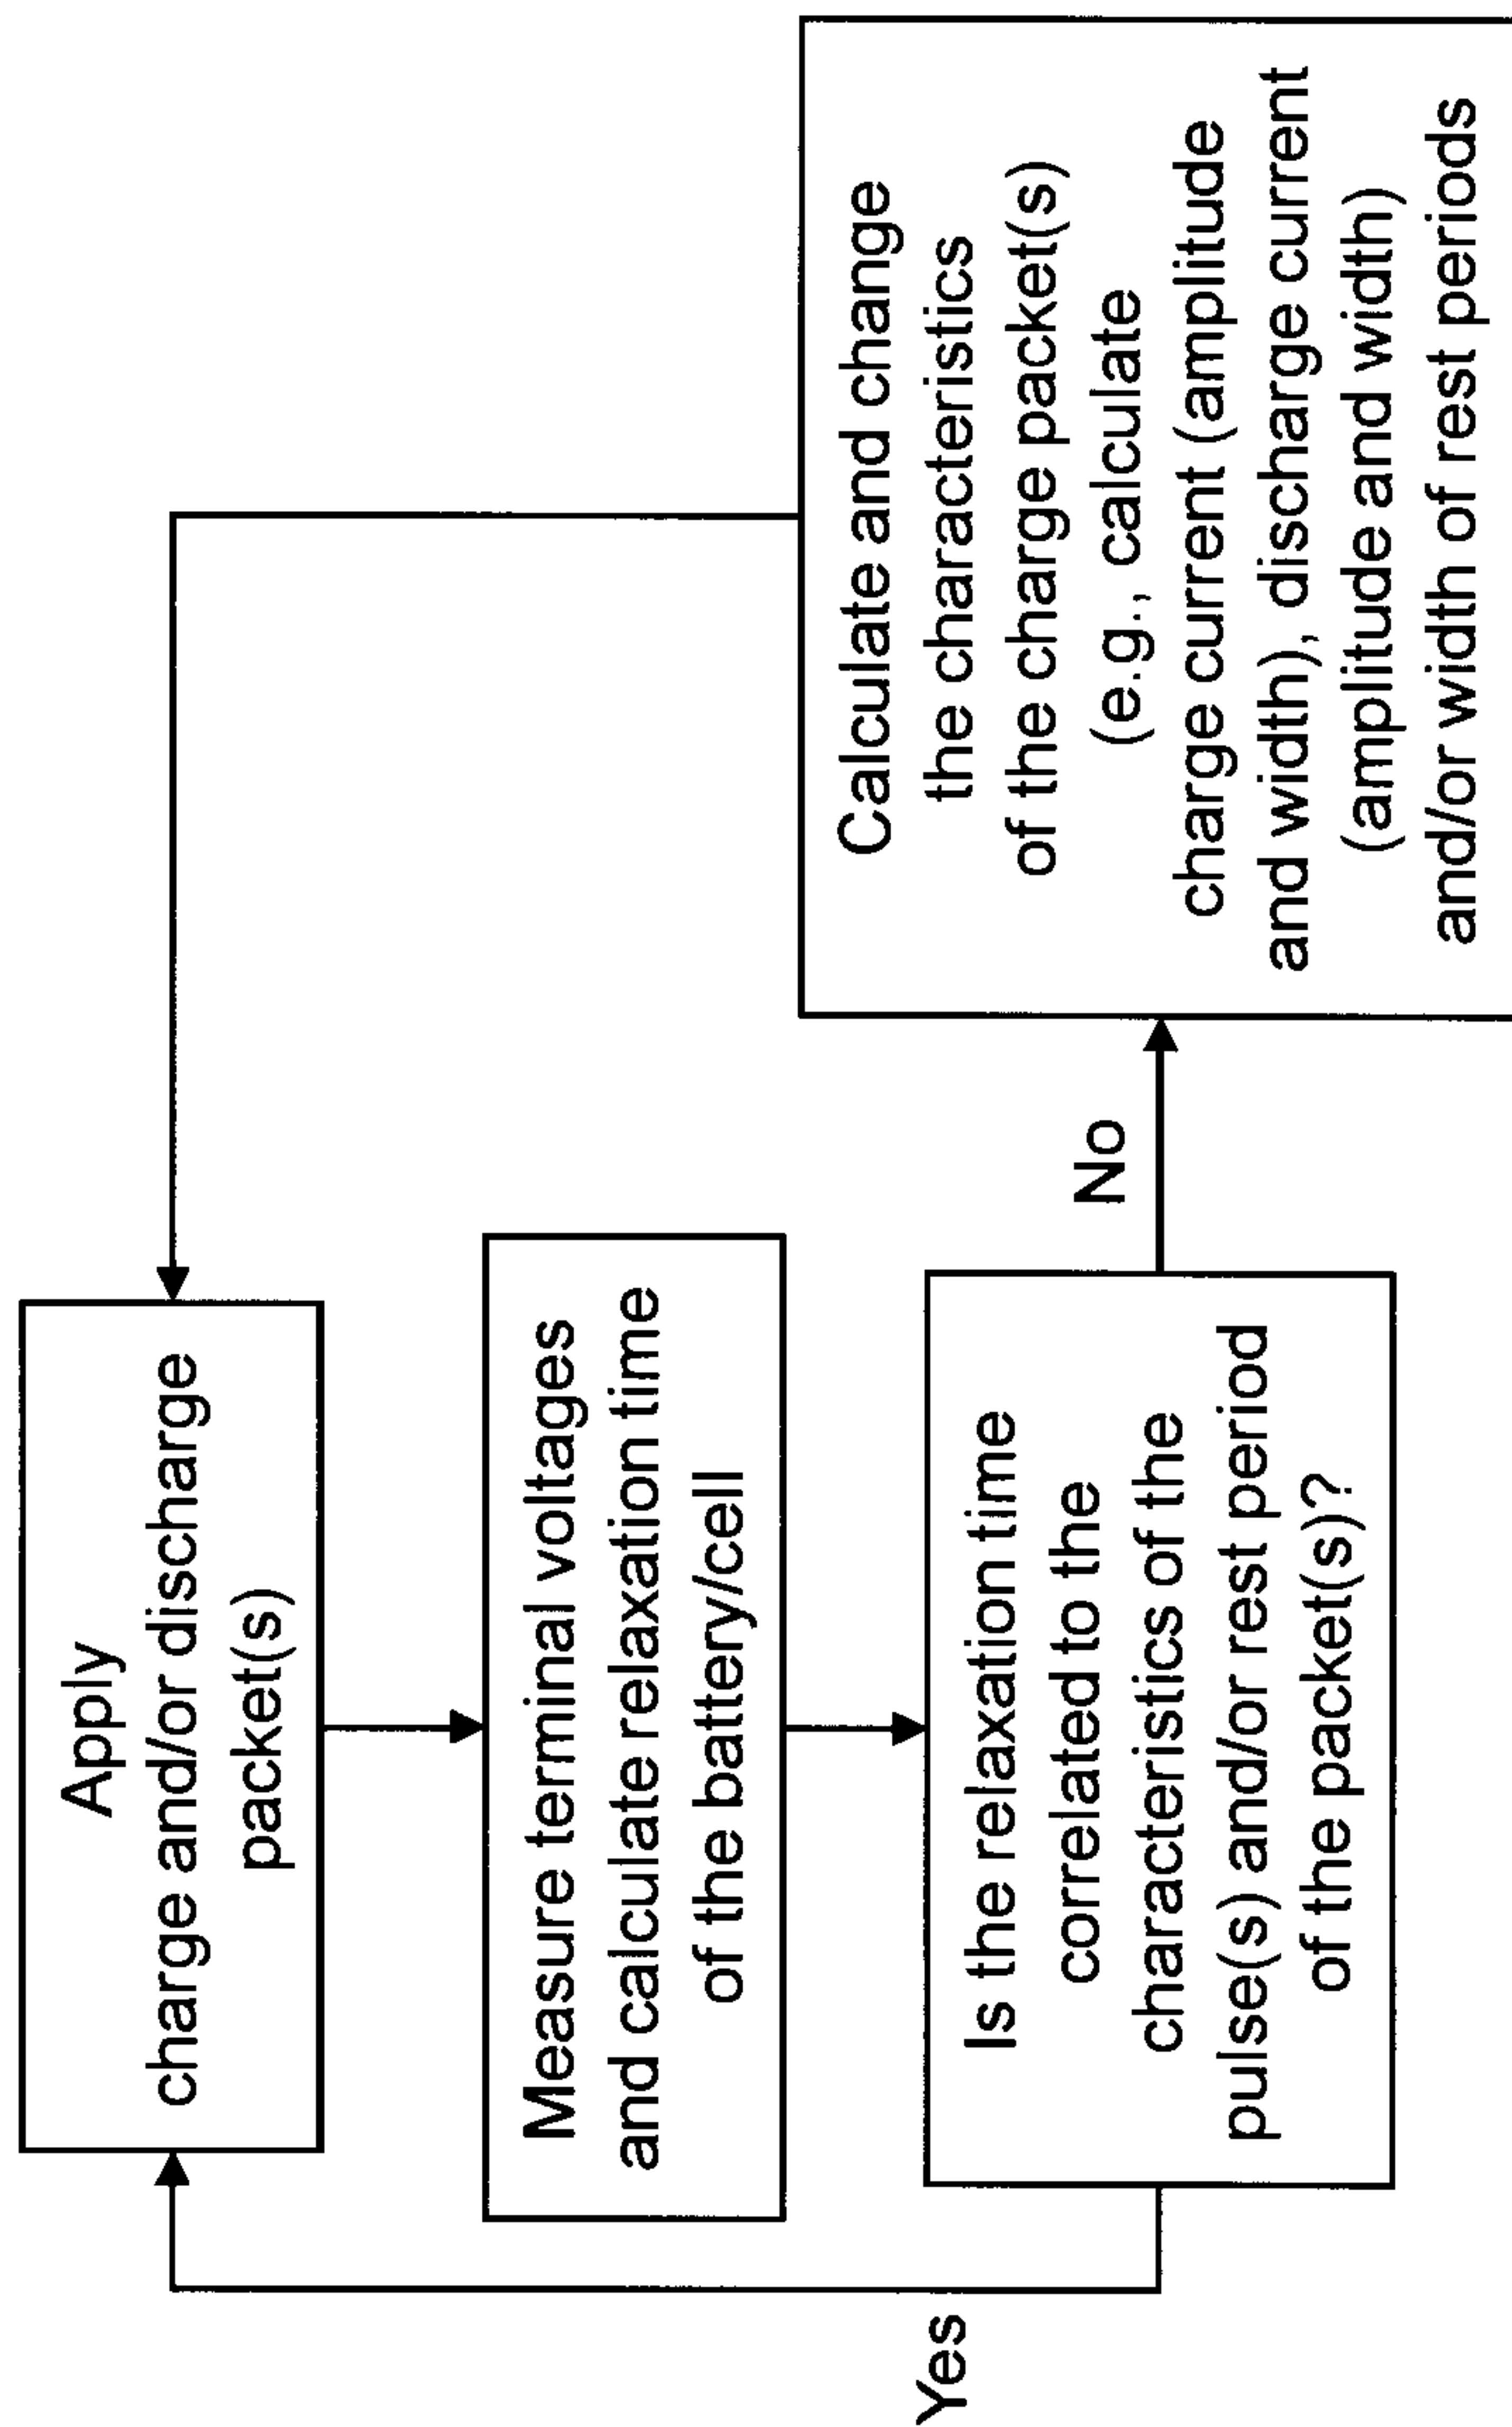 Apply
charge and/or discharge
packet(s)
Measure terminal voltages
and calculate relaxation time
of the battery/cell
Is the relaxation time
correlated to the
characteristics of the
pulse(s) and/or rest period
of the packet(s)?
Yes
No
Calculate and change
the characteristics
of the charge packet(s)
(e.g., calculate
charge current (amplitude
and width), discharge current
(amplitude and width)
and/or width of rest periods